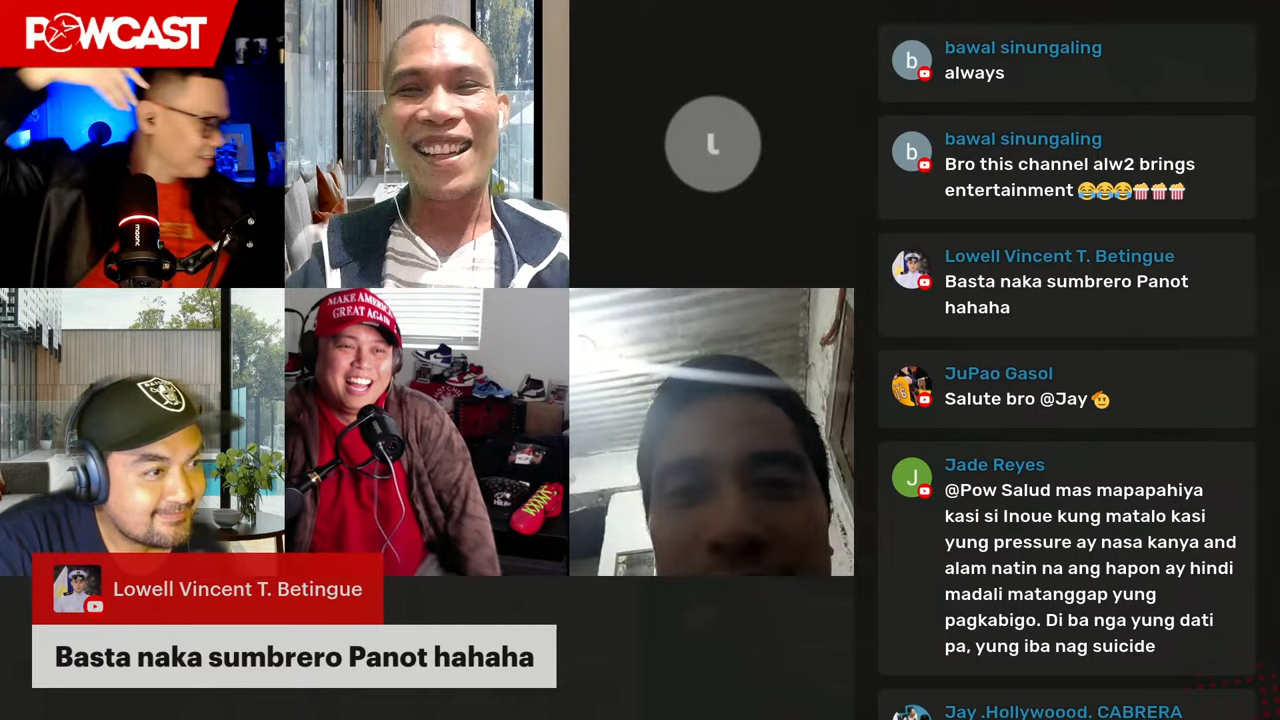 POWCAST
MAKE AMERICA
GREAT AGAIN
RAIDERS
Lowell Vincent T. Betingue
Basta naka sumbrero Panot hahaha
bawal sinungaling
always
bawal sinungaling
Bro this channel alw2 brings
entertainment 😂😂😂🍿🍿🍿
Lowell Vincent T. Betingue
Basta naka sumbrero Panot
hahaha
JuPao Gasol
Salute bro @Jay 🫡
Jade Reyes
@Pow Salud mas mapapahiya
kasi si Inoue kung matalo kasi
yung pressure ay nasa kanya and
alam natin na ang hapon ay hindi
madali matanggap yung
pagkabigo. Di ba nga yung dati
pa, yung iba nag suicide
Jay .Hollywoood. CABRERA